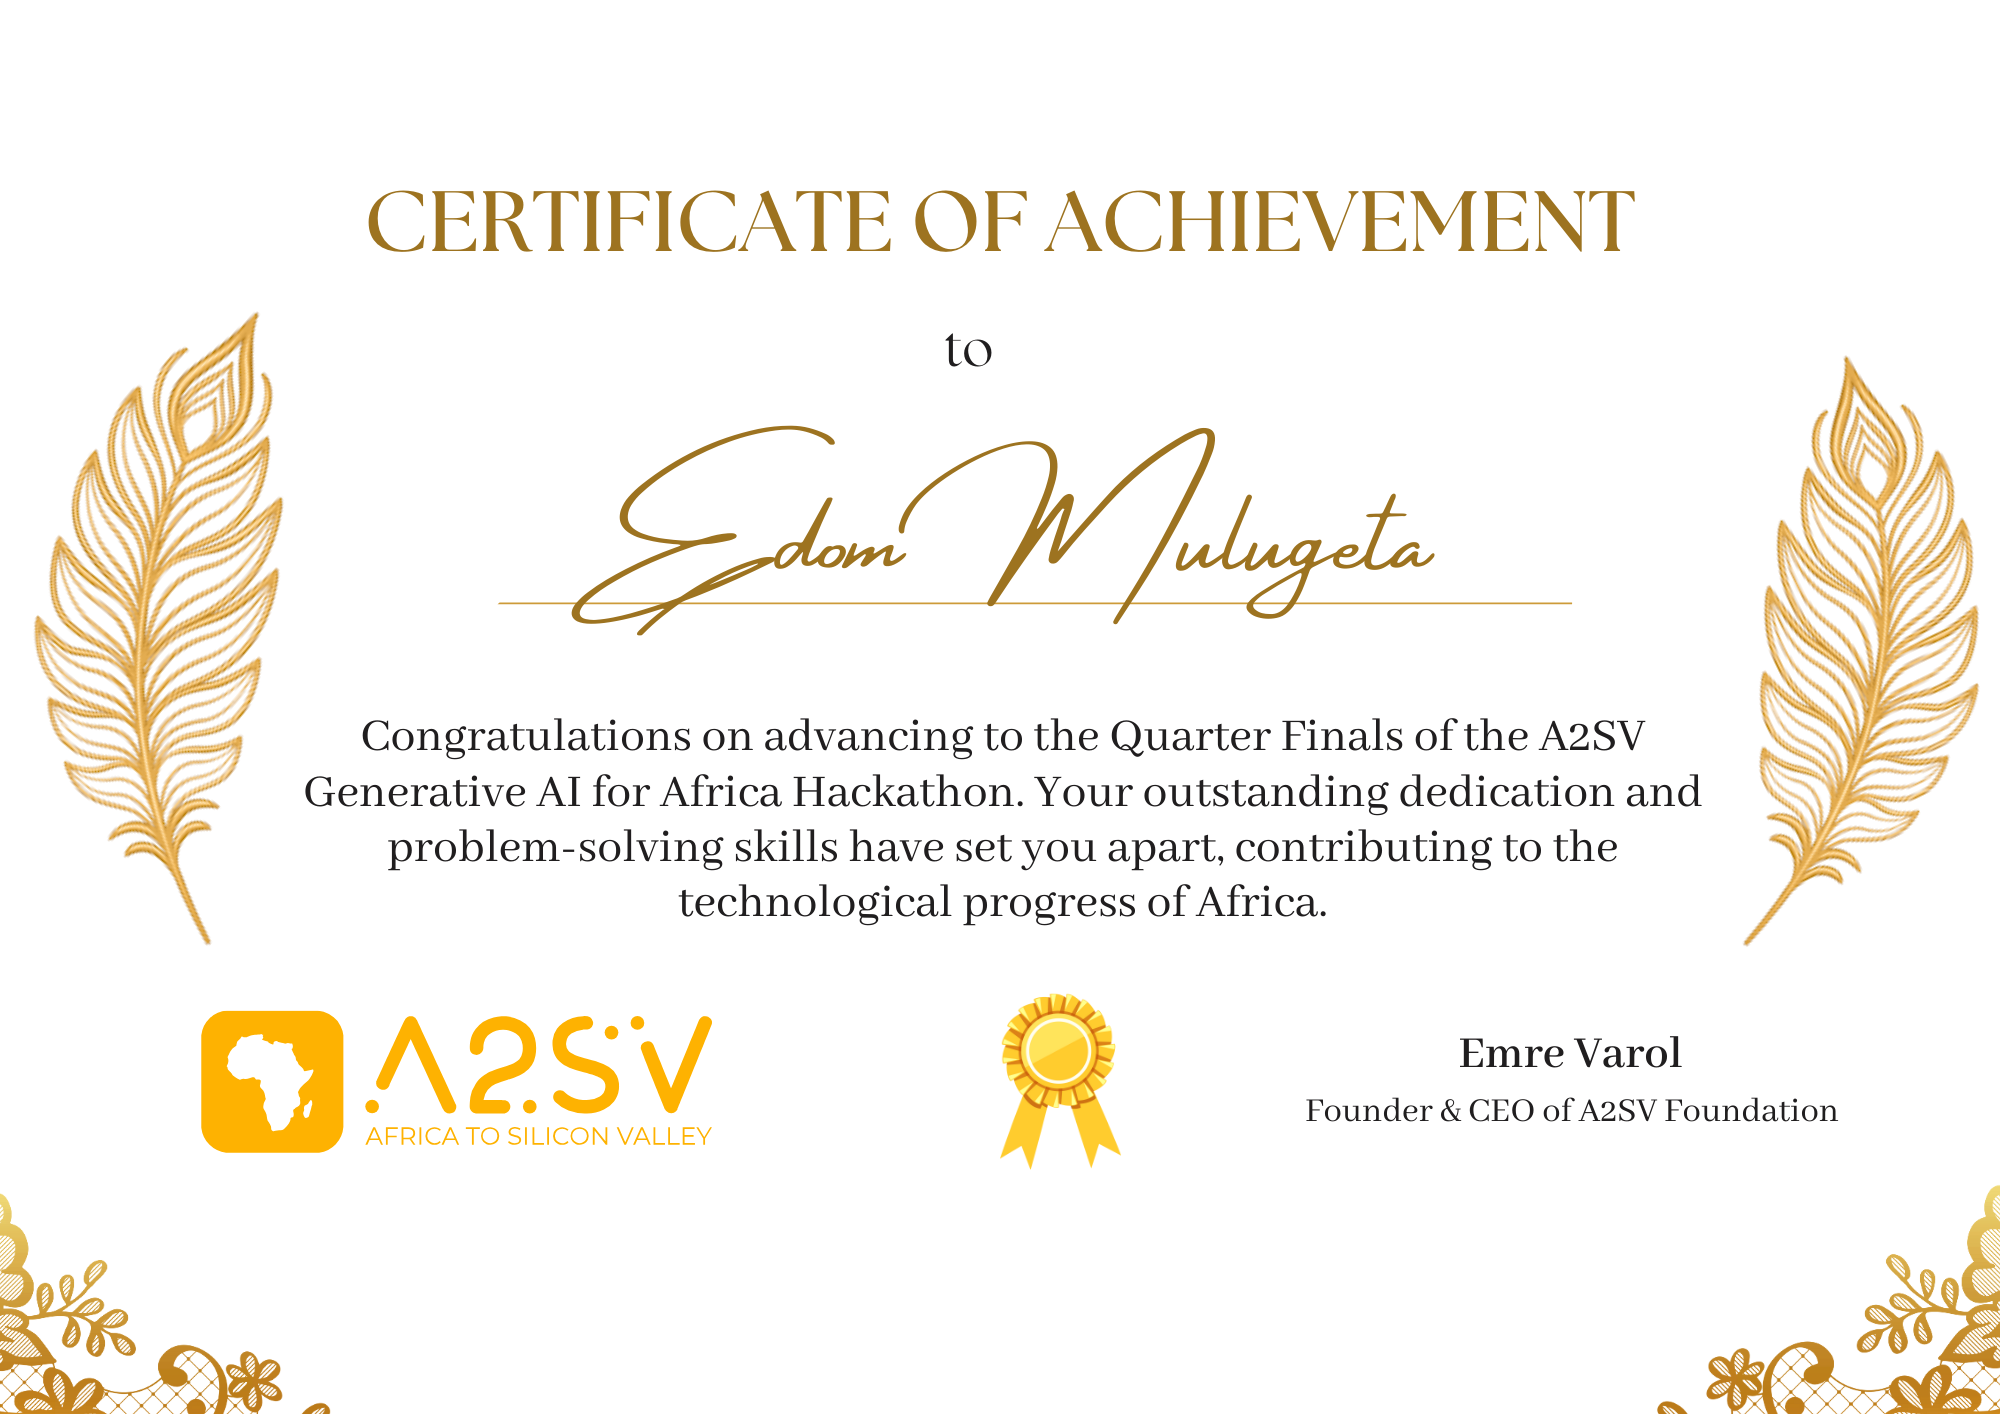 CERTIFICATE OF ACHIEVEMENT
to
Edom Mulugeta
Congratulations on advancing to the Quarter Finals of the A2SV
Generative AI for Africa Hackathon. Your outstanding dedication and
problem-solving skills have set you apart, contributing to the
technological progress of Africa.
A2SV
AFRICA TO SILICON VALLEY
Emre Varol
Founder & CEO of A2SV Foundation